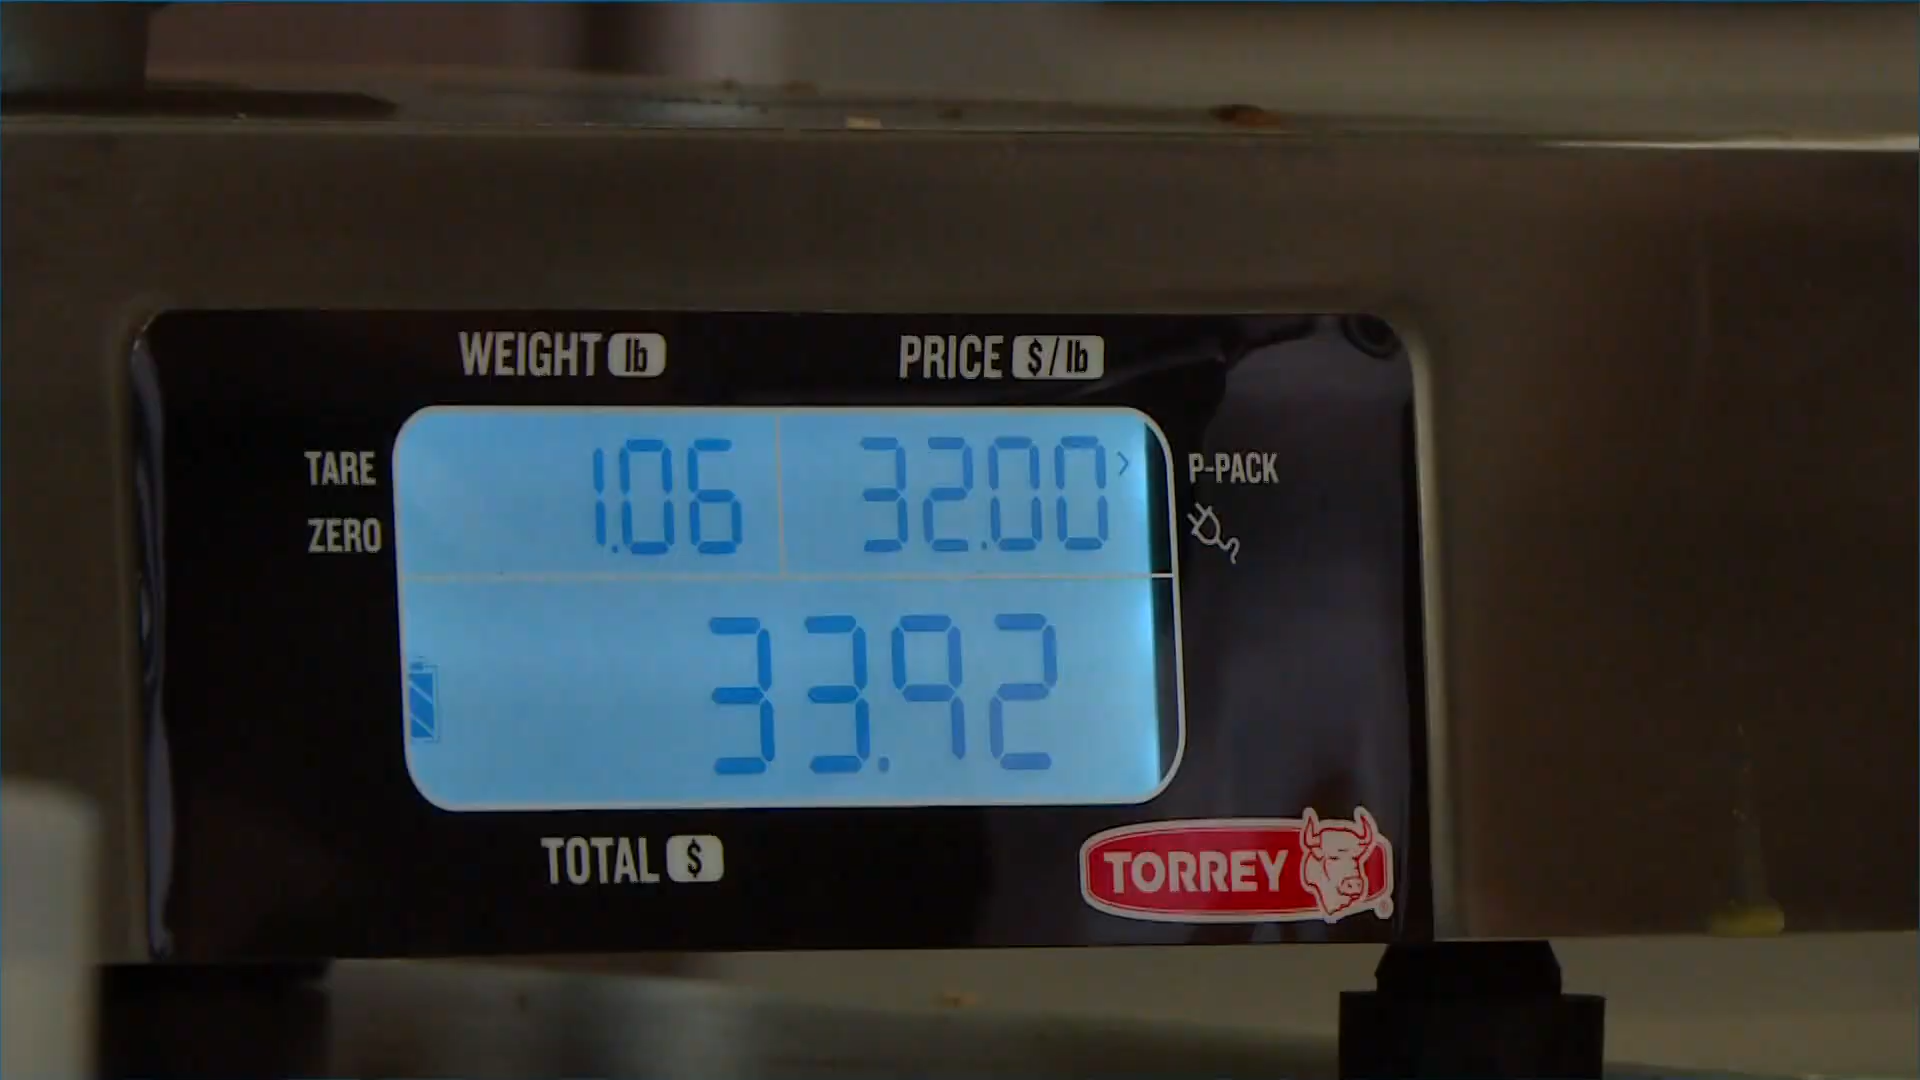 WEIGHT lb PRICE $/lb
TARE 1.06 32.00 > P-PACK
ZERO
33.92
TOTAL $ TORREY ®